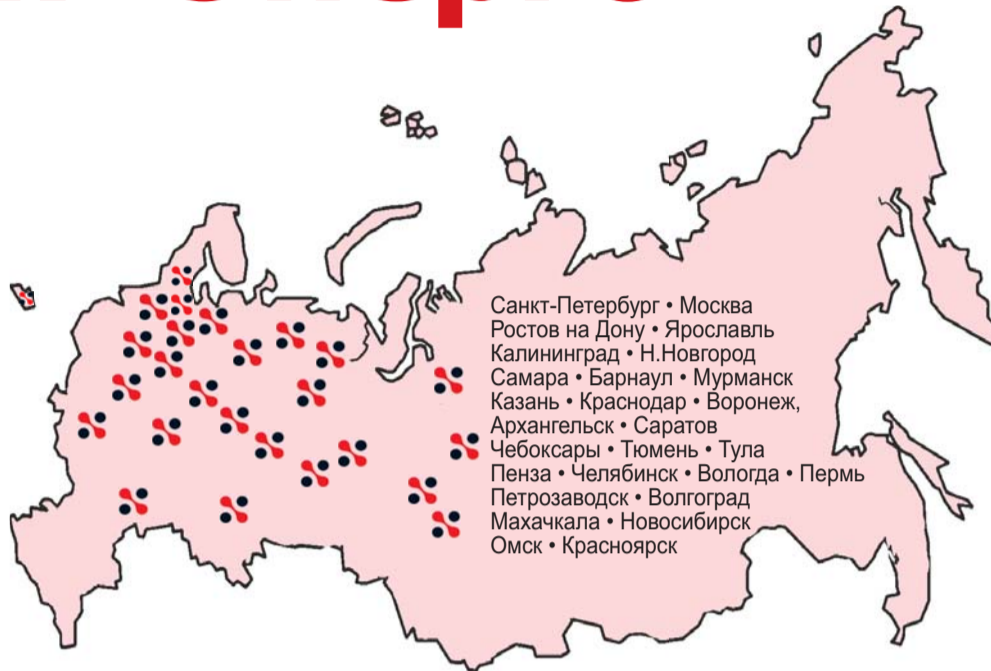 Санкт-Петербург • Москва
Ростов на Дону • Ярославль
Калининград • Н.Новгород
Самара • Барнаул • Мурманск
Казань • Краснодар • Воронеж,
Архангельск • Саратов
Чебоксары • Тюмень • Тула
Пенза • Челябинск • Вологда • Пермь
Петрозаводск • Волгоград
Махачкала • Новосибирск
Омск • Красноярск